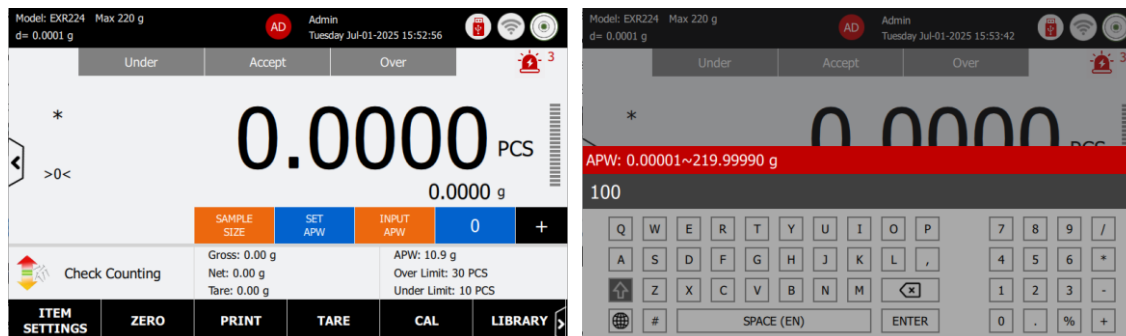 Model: EXR224 Max 220 g
d= 0.0001 g
AD
Admin
Tuesday Jul-01-2025 15:52:56
Under Accept Over
3
*
0.0000 PCS
>0<
0.0000 g
SAMPLE SIZE
SET APW
INPUT APW
0
+
Check Counting
Gross: 0.00 g
Net: 0.00 g
Tare: 0.00 g
APW: 10.9 g
Over Limit: 30 PCS
Under Limit: 10 PCS
ITEM SETTINGS
ZERO
PRINT
TARE
CAL
LIBRARY
Model: EXR224 Max 220 g
d= 0.0001 g
AD
Admin
Tuesday Jul-01-2025 15:53:42
Under Accept Over
3
*
0.0000 PCS
APW: 0.00001~219.99990 g
100
Q W E R T Y U I O P 7 8 9 /
A S D F G H J K L , 4 5 6 *
Z X C V B N M 1 2 3 -
# SPACE (EN) ENTER 0 . % +